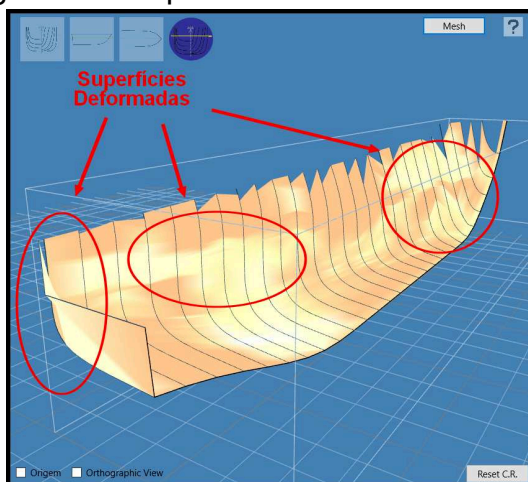 Mesh
?
Superfícies
Deformadas
Origem
Orthographic View
Reset C.R.